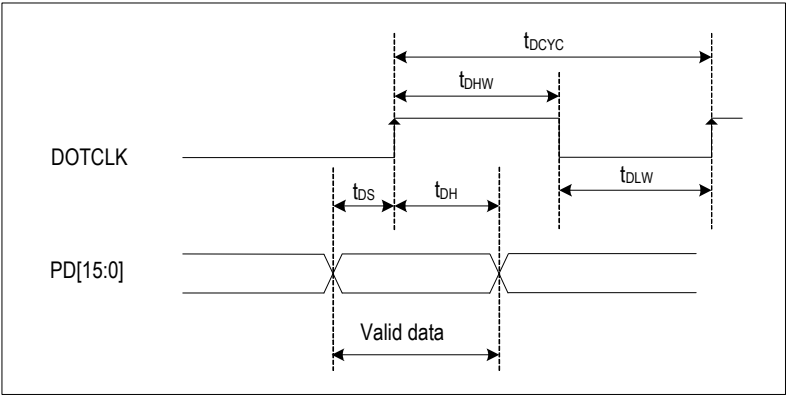 tDCYC
tDHW
DOTCLK
tDLW
tDS
tDH
PD[15:0]
Valid data